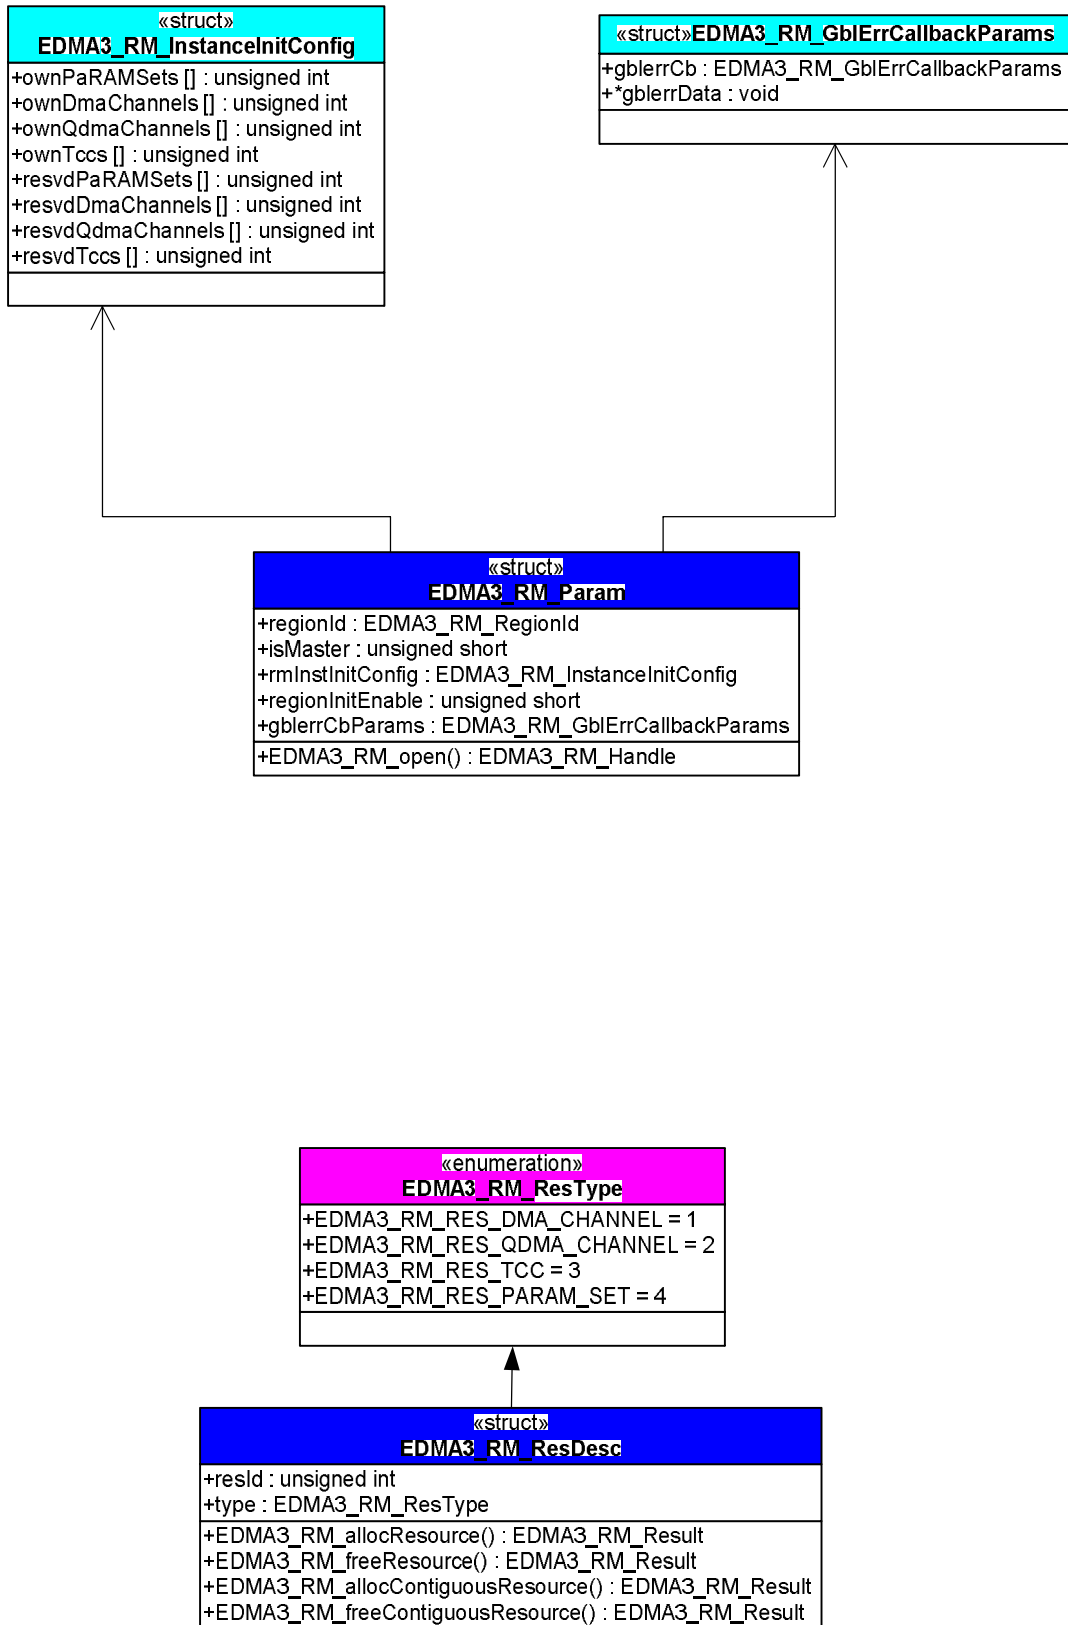 «struct»
EDMA3_RM_InstanceInitConfig
+ownPaRAMSets [] : unsigned int
+ownDmaChannels [] : unsigned int
+ownQdmaChannels [] : unsigned int
+ownTccs [] : unsigned int
+resvdPaRAMSets [] : unsigned int
+resvdDmaChannels [] : unsigned int
+resvdQdmaChannels [] : unsigned int
+resvdTccs [] : unsigned int
«struct»EDMA3_RM_GblErrCallbackParams
+gblerrCb : EDMA3_RM_GblErrCallbackParams
+*gblerrData : void
«struct»
EDMA3_RM_Param
+regionId : EDMA3_RM_RegionId
+isMaster : unsigned short
+rmInstInitConfig : EDMA3_RM_InstanceInitConfig
+regionInitEnable : unsigned short
+gblerrCbParams : EDMA3_RM_GblErrCallbackParams
+EDMA3_RM_open() : EDMA3_RM_Handle
«enumeration»
EDMA3_RM_ResType
+EDMA3_RM_RES_DMA_CHANNEL = 1
+EDMA3_RM_RES_QDMA_CHANNEL = 2
+EDMA3_RM_RES_TCC = 3
+EDMA3_RM_RES_PARAM_SET = 4
«struct»
EDMA3_RM_ResDesc
+resId : unsigned int
+type : EDMA3_RM_ResType
+EDMA3_RM_allocResource() : EDMA3_RM_Result
+EDMA3_RM_freeResource() : EDMA3_RM_Result
+EDMA3_RM_allocContiguousResource() : EDMA3_RM_Result
+EDMA3_RM_freeContiguousResource() : EDMA3_RM_Result